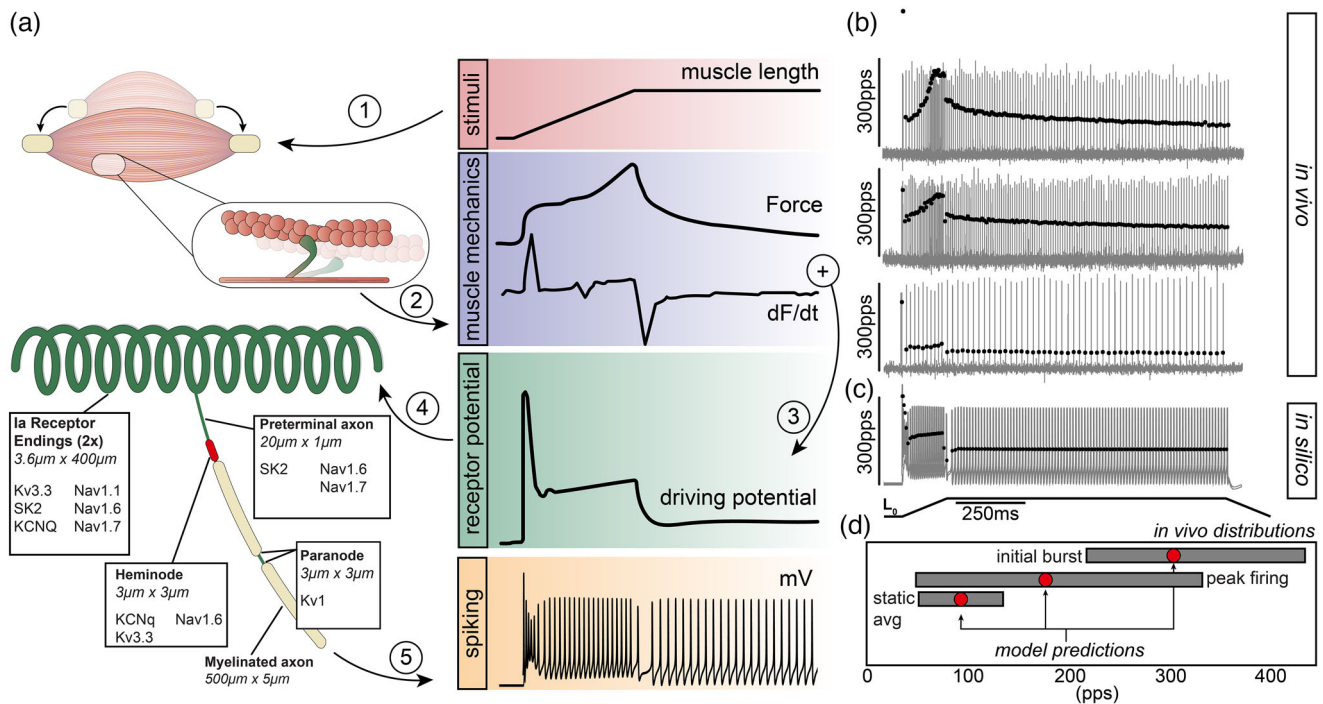 (a)
1
stimuli
muscle length
muscle mechanics
Force
dF/dt
+
2
3
4
receptor potential
driving potential
Ia Receptor
Endings (2x)
3.6µm x 400µm
Kv3.3 Nav1.1
SK2 Nav1.6
KCNQ Nav1.7
Preterminal axon
20µm x 1µm
SK2 Nav1.6
Nav1.7
Heminode
3µm x 3µm
KCNq Nav1.6
Kv3.3
Paranode
3µm x 3µm
Kv1
Myelinated axon
500µm x 5µm
5
spiking
mV
(b)
300pps
300pps
300pps
in vivo
(c)
300pps
in silico
L₀
250ms
(d)
in vivo distributions
initial burst
peak firing
static
avg
model predictions
0 100 200 300 400
(pps)